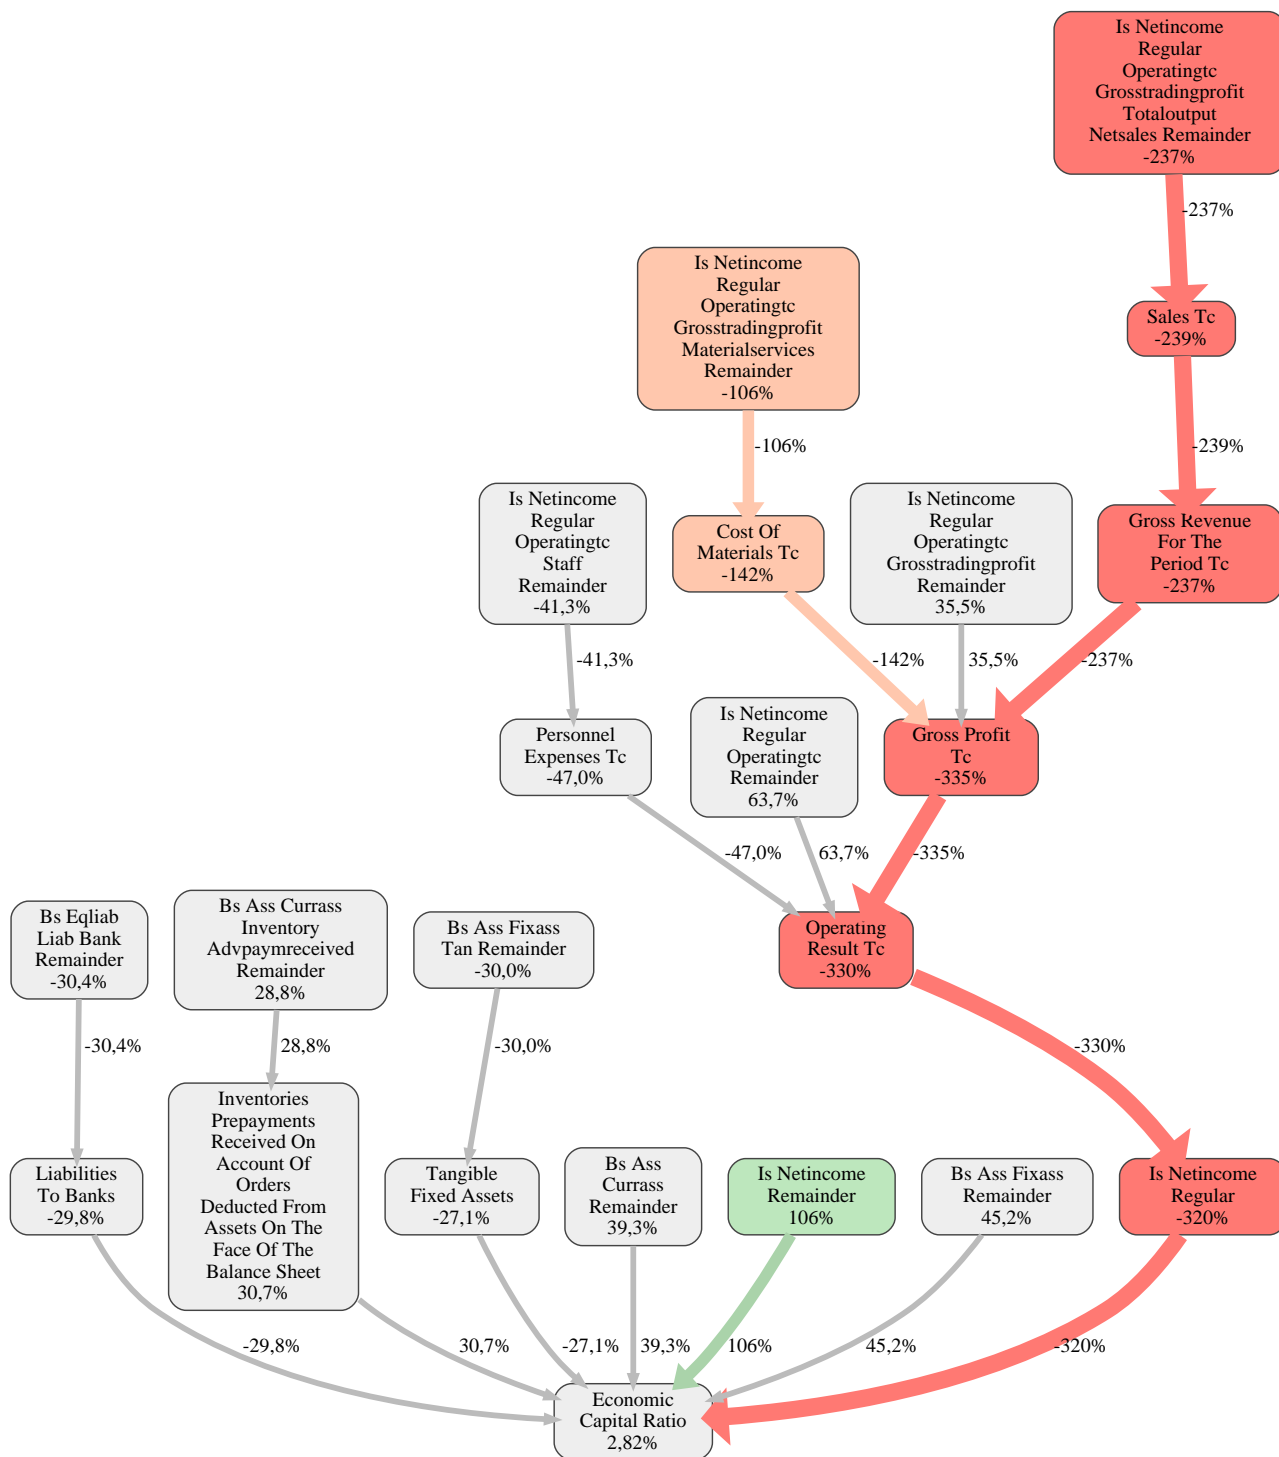 Is Netincome
Regular
Operatingtc
Grosstradingprofit
Totaloutput
Netsales Remainder
-237%
-237%
Is Netincome
Regular
Operatingtc
Grosstradingprofit
Materialservices
Remainder
-106%
Sales Tc
-239%
-106%
-239%
Is Netincome
Regular
Operatingtc
Staff
Remainder
-41,3%
Cost Of
Materials Tc
-142%
Is Netincome
Regular
Operatingtc
Grosstradingprofit
Remainder
35,5%
Gross Revenue
For The
Period Tc
-237%
-41,3%
-142%
35,5%
-237%
Personnel
Expenses Tc
-47,0%
Is Netincome
Regular
Operatingtc
Remainder
63,7%
Gross Profit
Tc
-335%
-47,0%
63,7%
-335%
Bs Eqliab
Liab Bank
Remainder
-30,4%
Bs Ass Currass
Inventory
Advpaymreceived
Remainder
28,8%
Bs Ass Fixass
Tan Remainder
-30,0%
Operating
Result Tc
-330%
-30,4%
28,8%
-30,0%
-330%
Liabilities
To Banks
-29,8%
Inventories
Prepayments
Received On
Account Of
Orders
Deducted From
Assets On The
Face Of The
Balance Sheet
30,7%
Tangible
Fixed Assets
-27,1%
Bs Ass
Currass
Remainder
39,3%
Is Netincome
Remainder
106%
Bs Ass Fixass
Remainder
45,2%
Is Netincome
Regular
-320%
-29,8%
30,7%
-27,1%
39,3%
106%
45,2%
-320%
Economic
Capital Ratio
2,82%